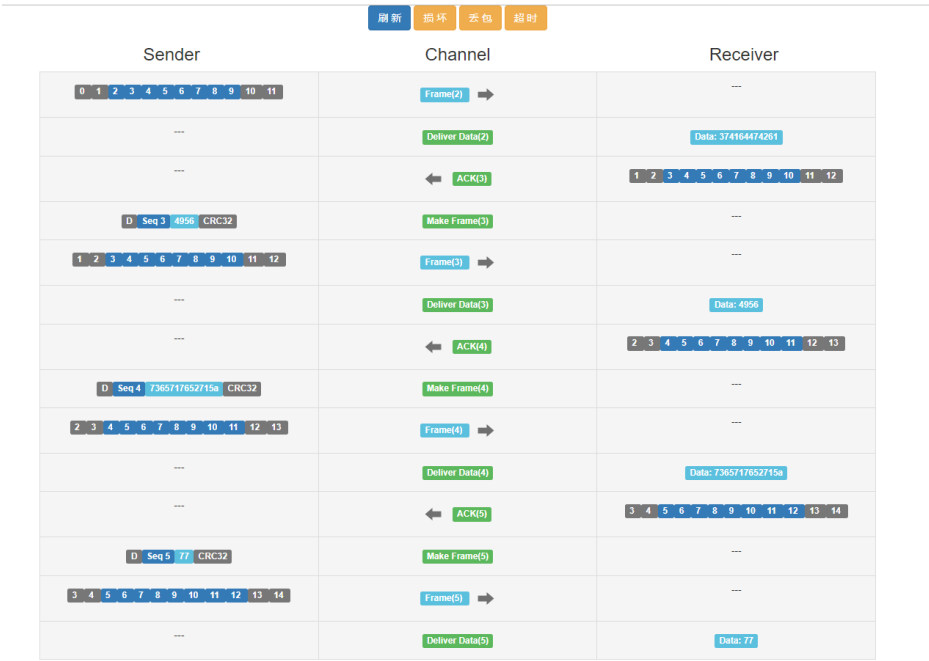 刷新 损坏 丢包 超时
Sender Channel Receiver
0 1 2 3 4 5 6 7 8 9 10 11 Frame(2) ---
--- Deliver Data(2) Data: 374164474261
--- ACK(3) 1 2 3 4 5 6 7 8 9 10 11 12
D Seq 3 4956 CRC32 Make Frame(3) ---
1 2 3 4 5 6 7 8 9 10 11 12 Frame(3) ---
--- Deliver Data(3) Data: 4956
--- ACK(4) 2 3 4 5 6 7 8 9 10 11 12 13
D Seq 4 7365717652715a CRC32 Make Frame(4) ---
2 3 4 5 6 7 8 9 10 11 12 13 Frame(4) ---
--- Deliver Data(4) Data: 7365717652715a
--- ACK(5) 3 4 5 6 7 8 9 10 11 12 13 14
D Seq 5 77 CRC32 Make Frame(5) ---
3 4 5 6 7 8 9 10 11 12 13 14 Frame(5) ---
--- Deliver Data(5) Data: 77